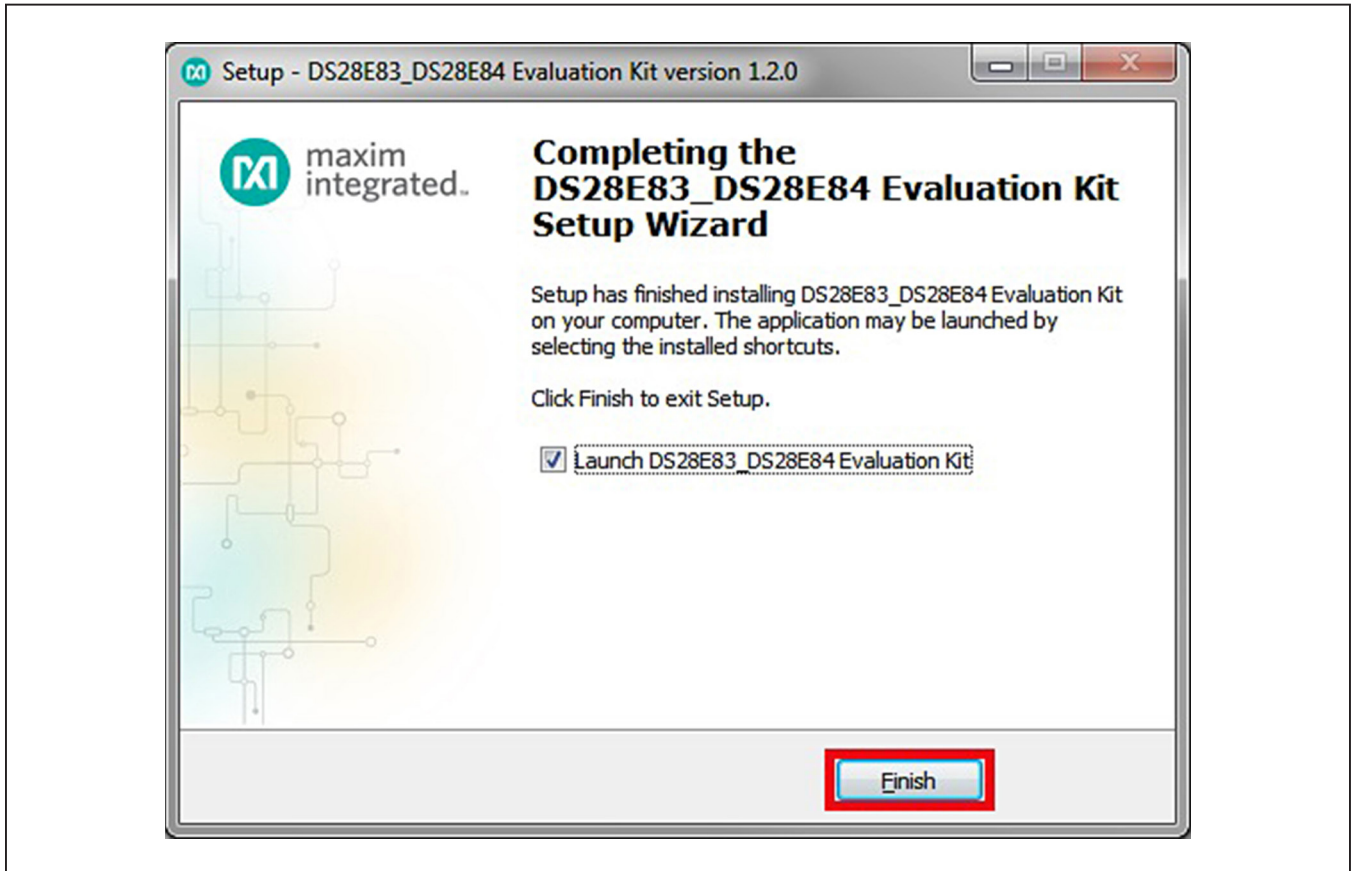 Setup - DS28E83_DS28E84 Evaluation Kit version 1.2.0
maxim
integrated™
Completing the
DS28E83_DS28E84 Evaluation Kit
Setup Wizard
Setup has finished installing DS28E83_DS28E84 Evaluation Kit
on your computer. The application may be launched by
selecting the installed shortcuts.
Click Finish to exit Setup.
Launch DS28E83_DS28E84 Evaluation Kit
Finish